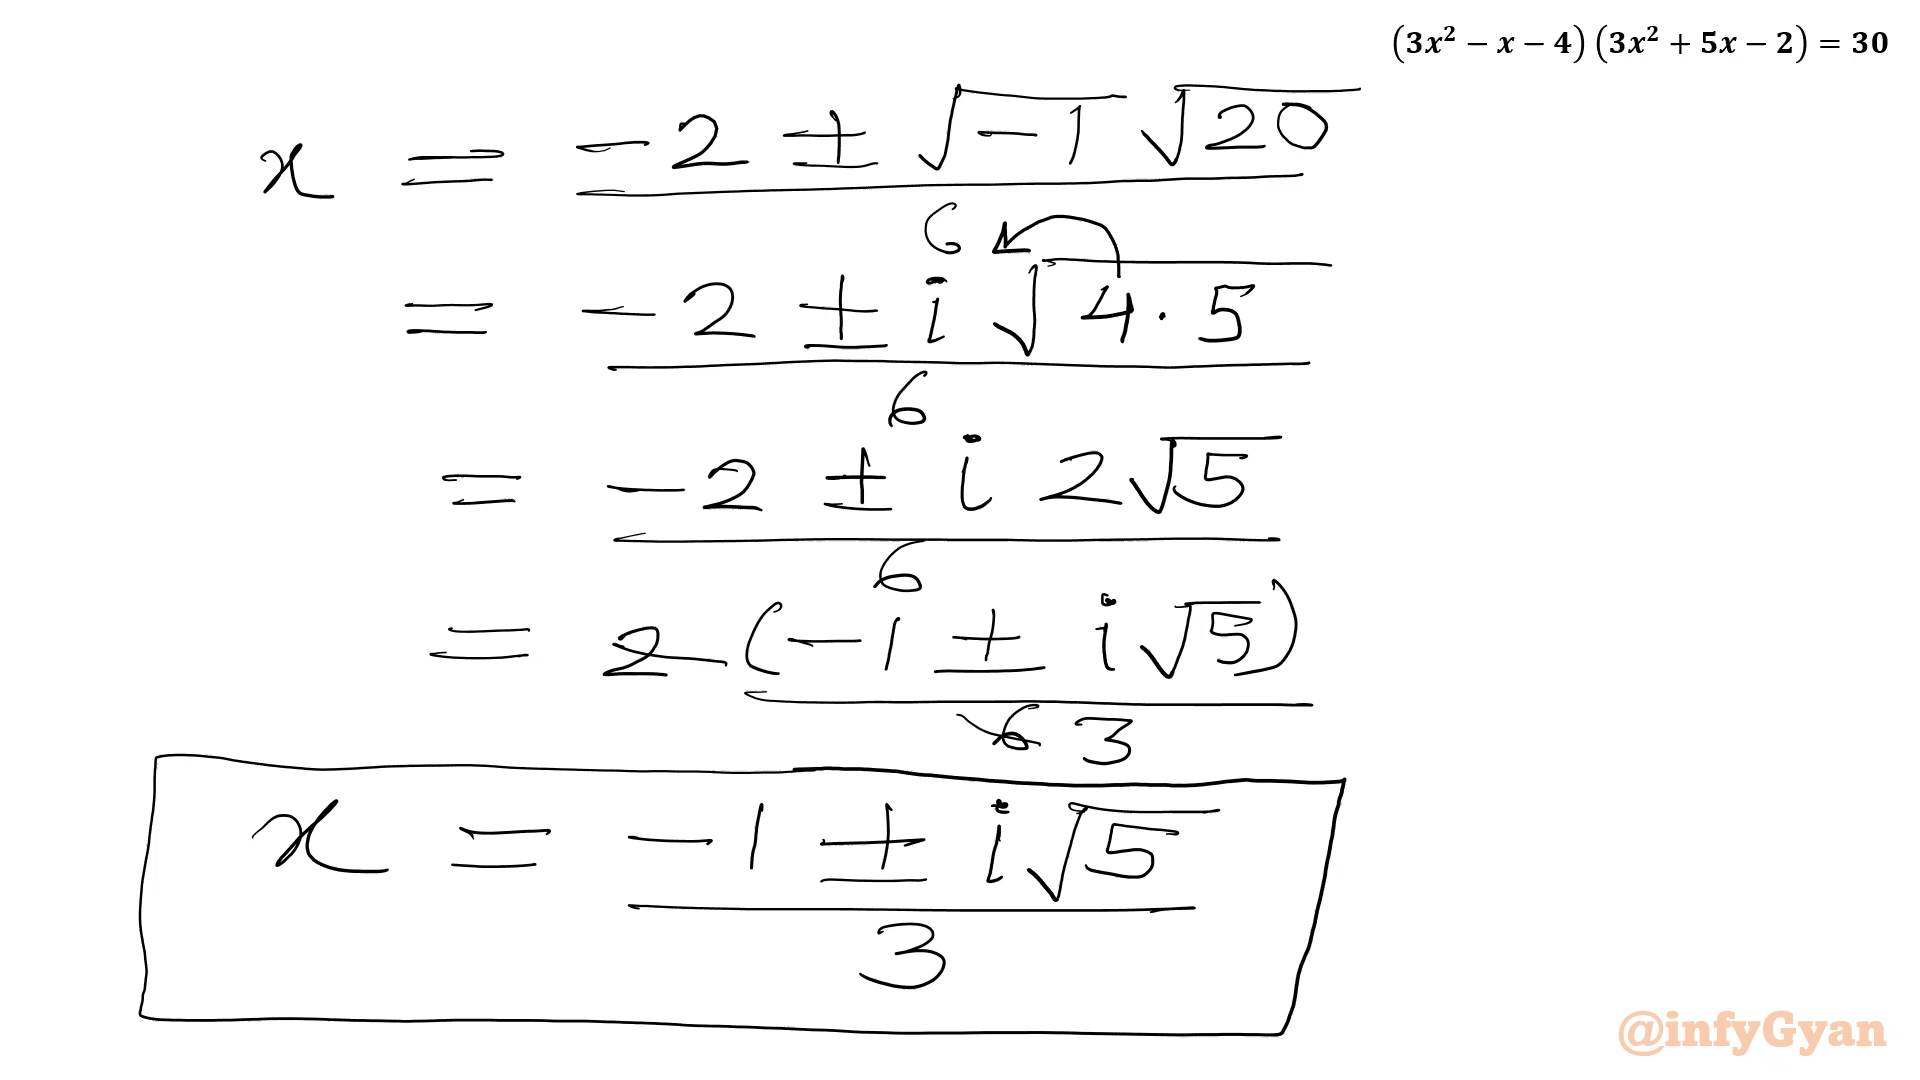 (3x² − x − 4)(3x² + 5x − 2) = 30
x = (-2 ± √-1 √20) / 6
= (-2 ± i √4·5) / 6
= (-2 ± i 2√5) / 6
= 2(-1 ± i√5) / 6 3
x = (-1 ± i√5) / 3
@infyGyan